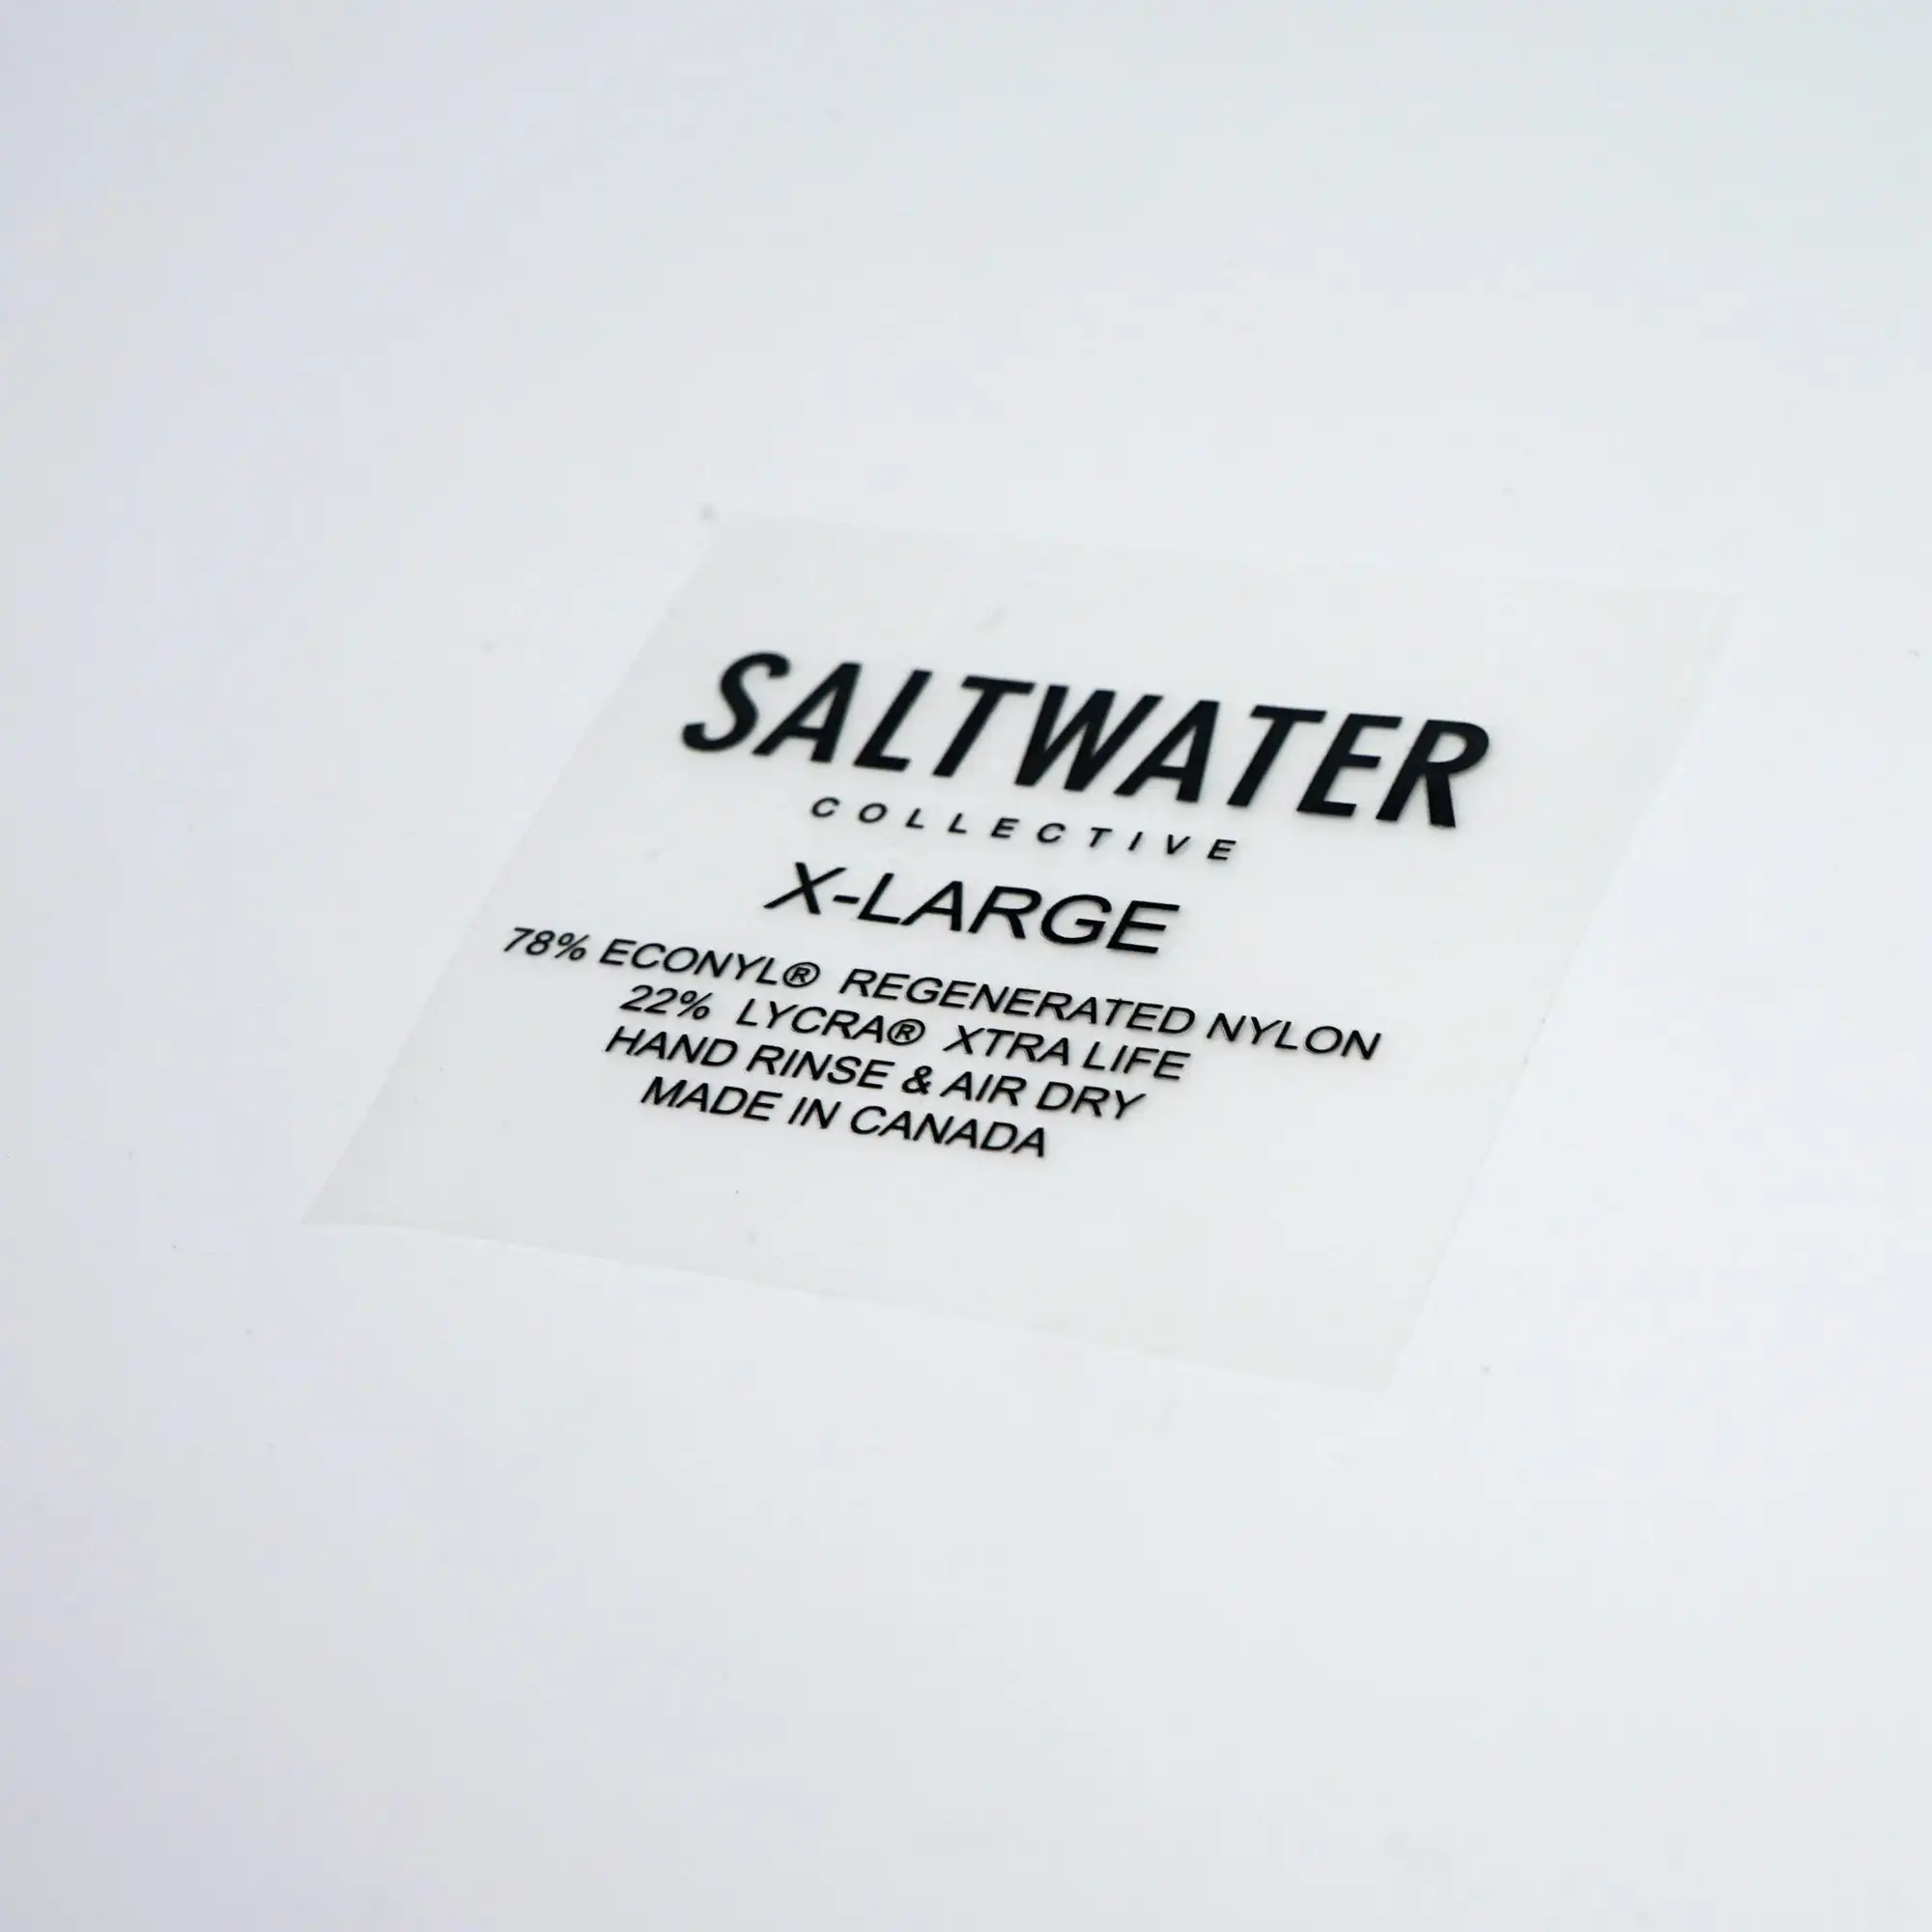 SALTWATER
COLLECTIVE
X-LARGE
78% ECONYL® REGENERATED NYLON
22% LYCRA® XTRA LIFE
HAND RINSE & AIR DRY
MADE IN CANADA